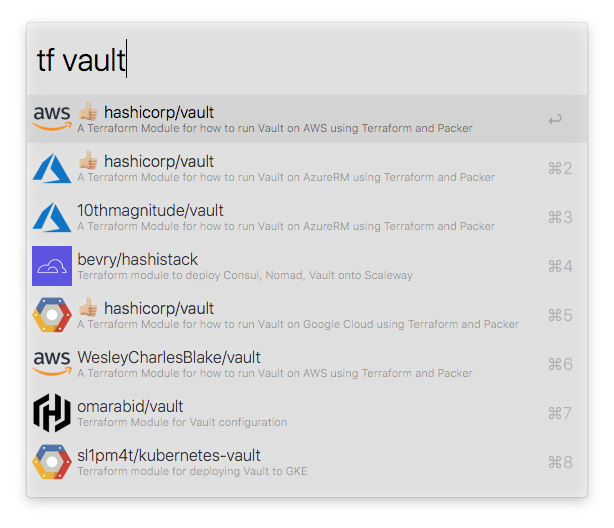 tf vault
aws 👍🏼 hashicorp/vault
A Terraform Module for how to run Vault on AWS using Terraform and Packer ↩
👍🏼 hashicorp/vault
A Terraform Module for how to run Vault on AzureRM using Terraform and Packer ⌘2
10thmagnitude/vault
A Terraform Module for how to run Vault on AzureRM using Terraform and Packer ⌘3
bevry/hashistack
Terraform module to deploy Consul, Nomad, Vault onto Scaleway ⌘4
👍🏼 hashicorp/vault
A Terraform Module for how to run Vault on Google Cloud using Terraform and Packer ⌘5
aws WesleyCharlesBlake/vault
A Terraform Module for how to run Vault on AWS using Terraform and Packer ⌘6
omarabid/vault
Terraform Module for Vault configuration ⌘7
sl1pm4t/kubernetes-vault
Terraform module for deploying Vault to GKE ⌘8